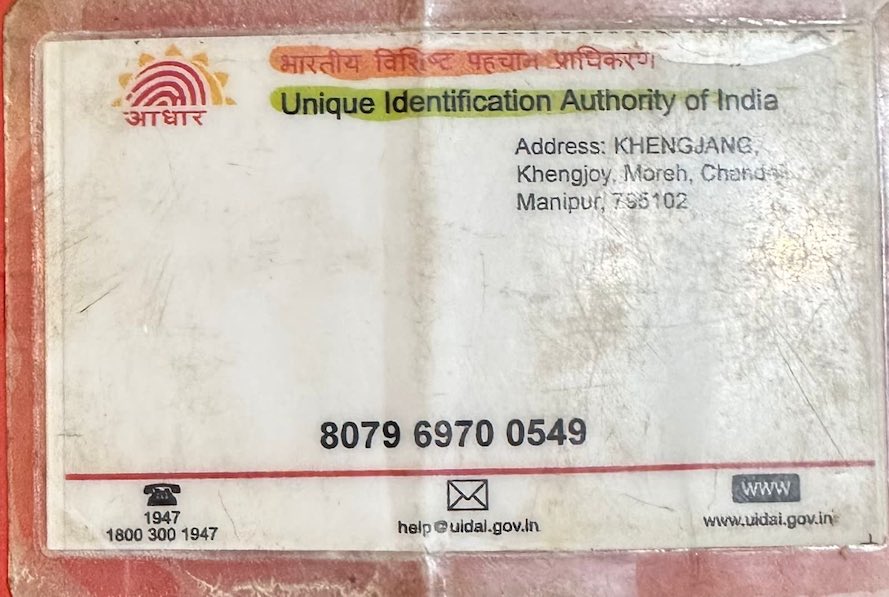 भारतीय विशिष्ट पहचान प्राधिकरण
आधार
Unique Identification Authority of India
Address: KHENGJANG,
Khengjoy, Moreh,
Manipur, 795102
8079 6970 0549
1947
1800 300 1947
help@uidai.gov.in
WWW
www.uidai.gov.in